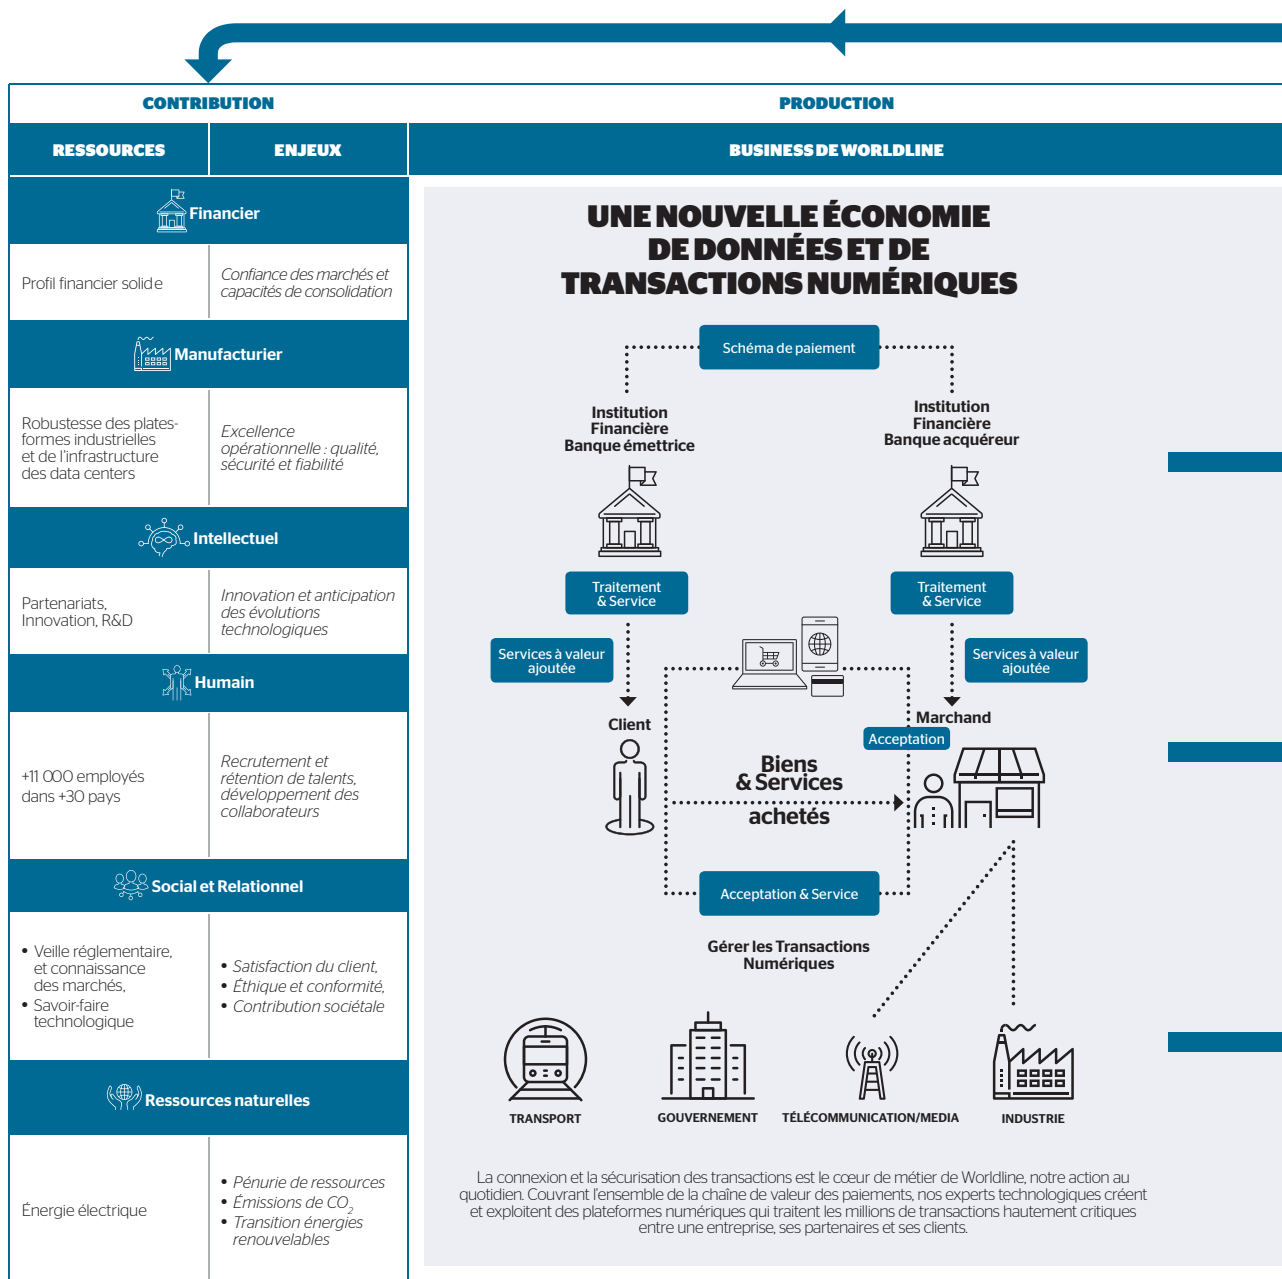 CONTRIBUTION
PRODUCTION
RESSOURCES
ENJEUX
BUSINESS DE WORLDLINE
Financier
Profil financier solide
Confiance des marchés et
capacités de consolidation
Manufacturier
Robustesse des plates-
formes industrielles
et de l'infrastructure
des data centers
Excellence
opérationnelle : qualité,
sécurité et fiabilité
Intellectuel
Partenariats,
Innovation, R&D
Innovation et anticipation
des évolutions
technologiques
Humain
+11 000 employés
dans +30 pays
Recrutement et
rétention de talents,
développement des
collaborateurs
Social et Relationnel
• Veille réglementaire,
et connaissance
des marchés,
• Savoir-faire
technologique
• Satisfaction du client,
• Éthique et conformité,
• Contribution sociétale
Ressources naturelles
Énergie électrique
• Pénurie de ressources
• Émissions de CO2
• Transition énergies
renouvelables
UNE NOUVELLE ÉCONOMIE
DE DONNÉES ET DE
TRANSACTIONS NUMÉRIQUES
Schéma de paiement
Institution
Financière
Banque émettrice
Institution
Financière
Banque acquéreur
Traitement
& Service
Traitement
& Service
Services à valeur
ajoutée
Services à valeur
ajoutée
Client
Marchand
Acceptation
Biens
& Services
achetés
Acceptation & Service
Gérer les Transactions
Numériques
TRANSPORT
GOUVERNEMENT
TÉLÉCOMMUNICATION/MEDIA
INDUSTRIE
La connexion et la sécurisation des transactions est le cœur de métier de Worldline, notre action au
quotidien. Couvrant l'ensemble de la chaîne de valeur des paiements, nos experts technologiques créent
et exploitent des plateformes numériques qui traitent les millions de transactions hautement critiques
entre une entreprise, ses partenaires et ses clients.